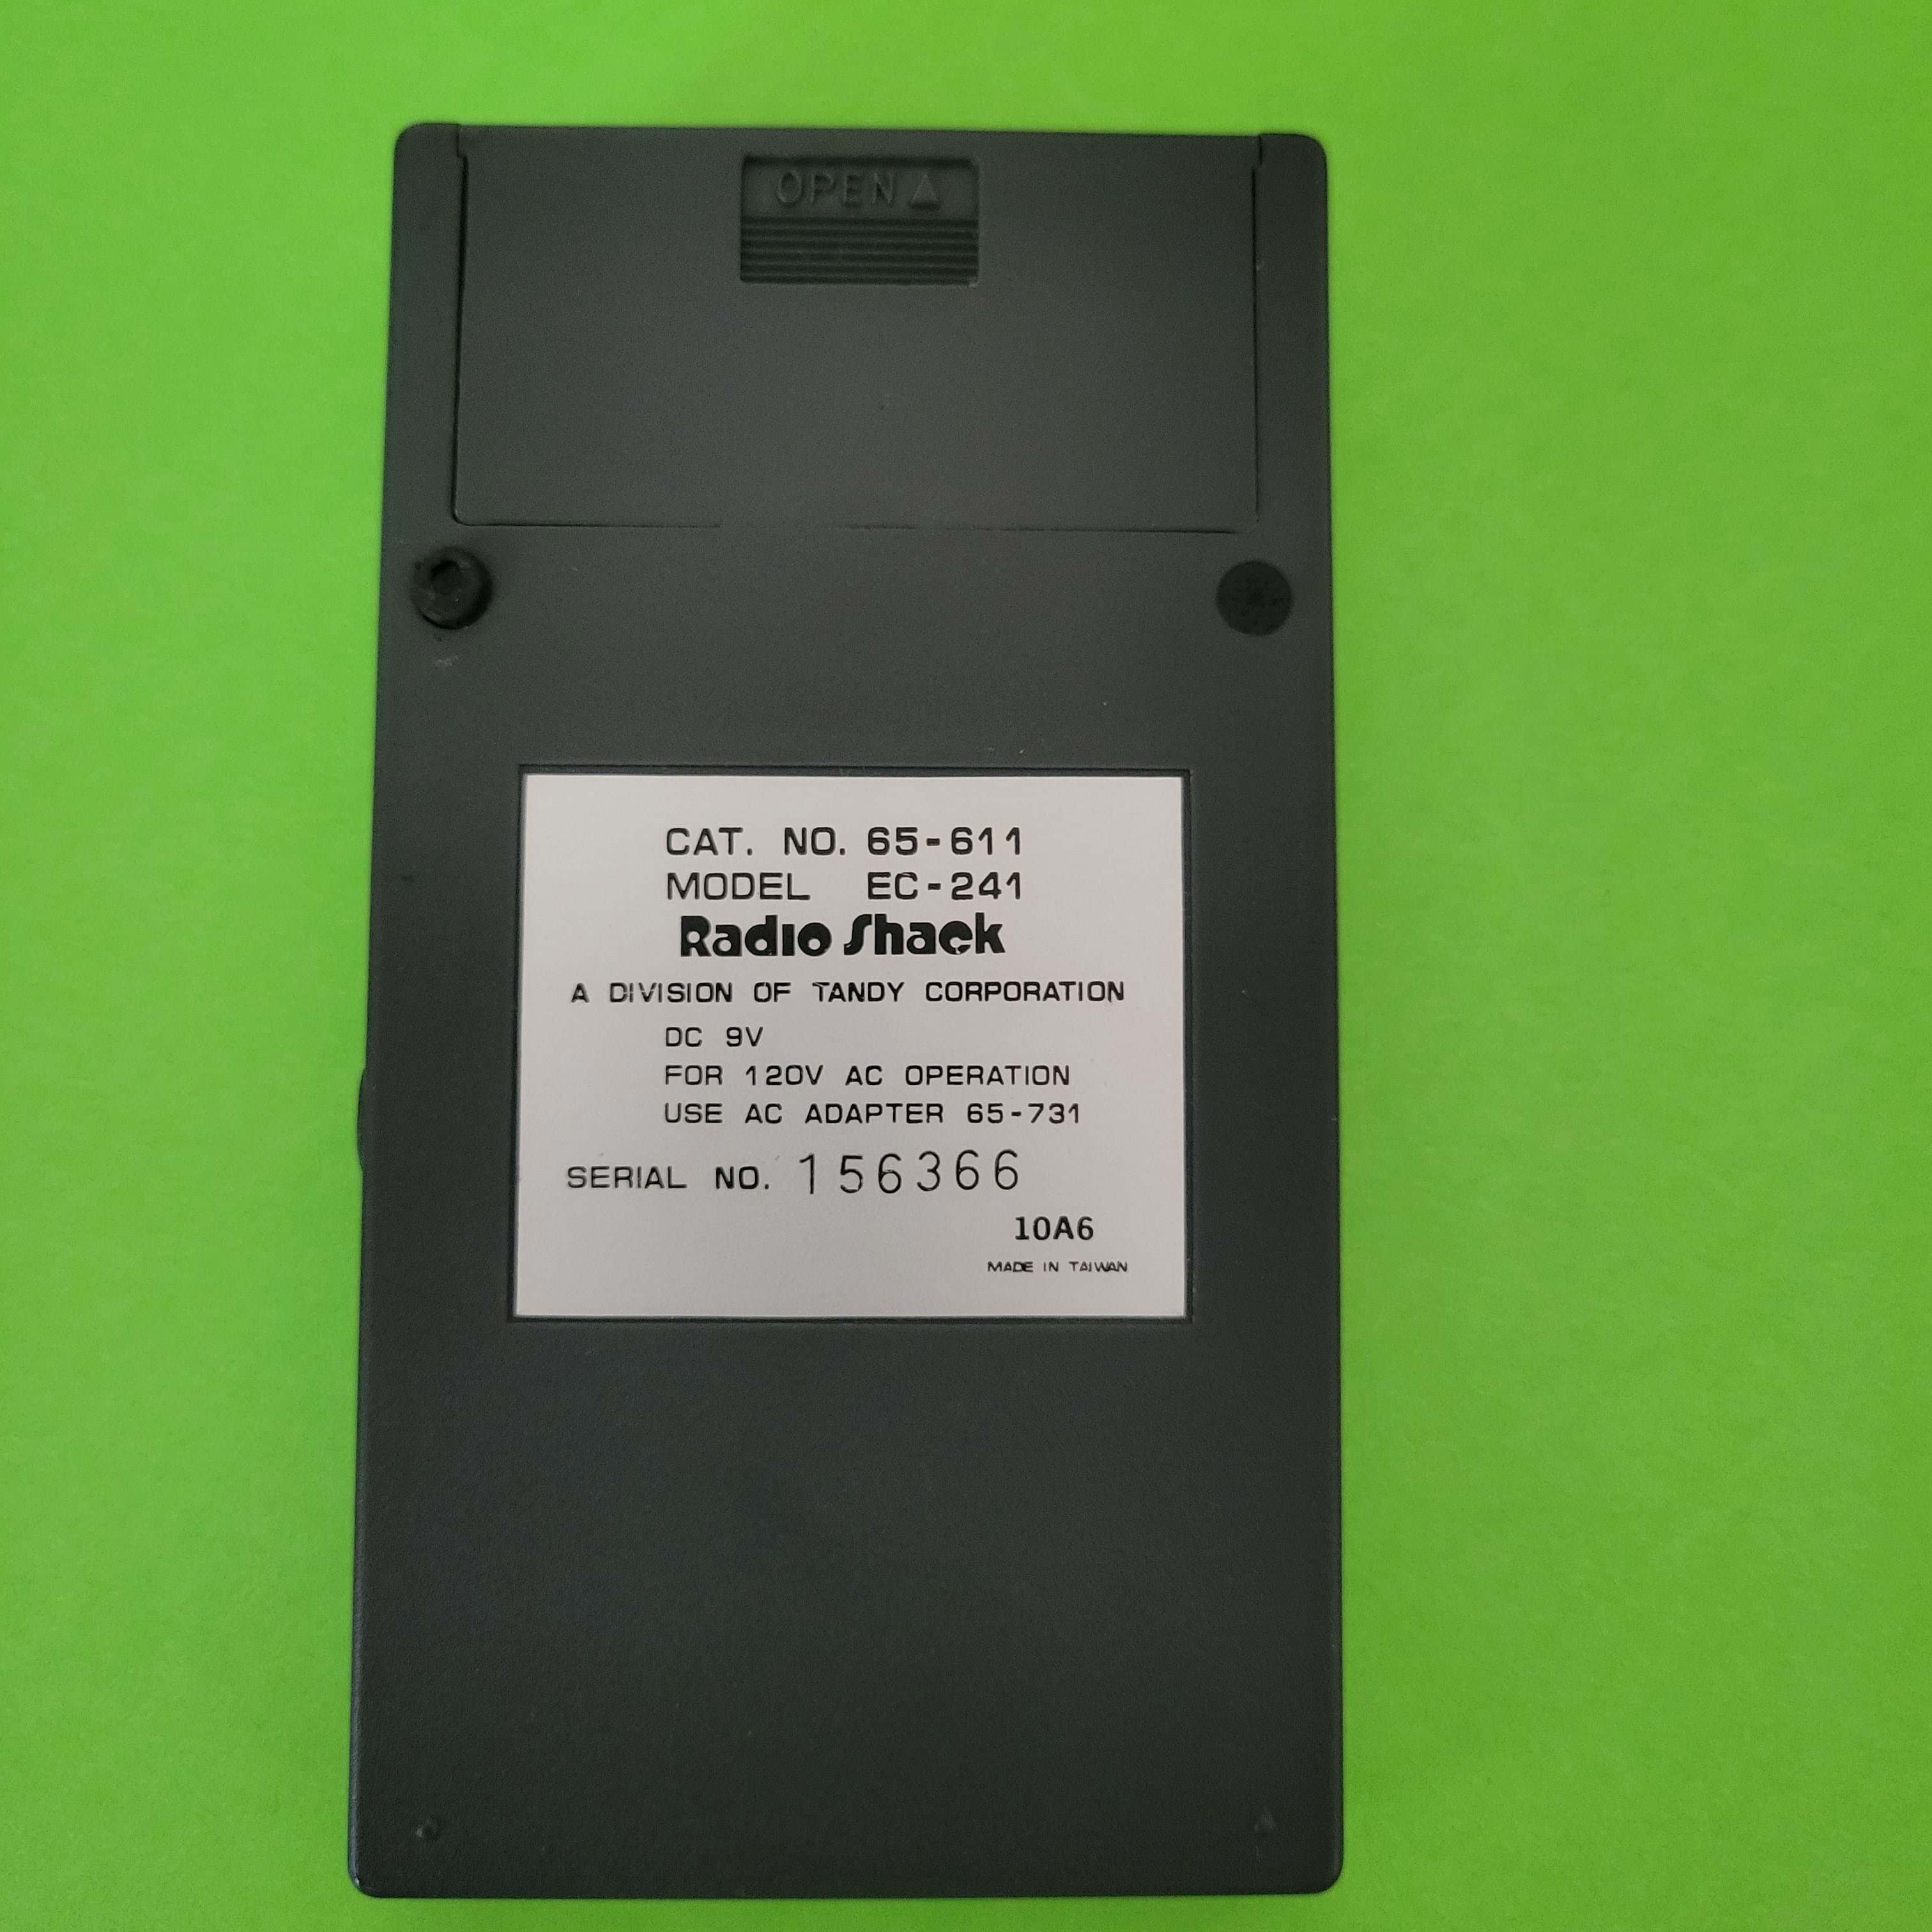 OPEN
CAT. NO. 65-611
MODEL EC-241
Radio Shack
A DIVISION OF TANDY CORPORATION
DC 9V
FOR 120V AC OPERATION
USE AC ADAPTER 65-731
SERIAL NO. 156366
10A6
MADE IN TAIWAN